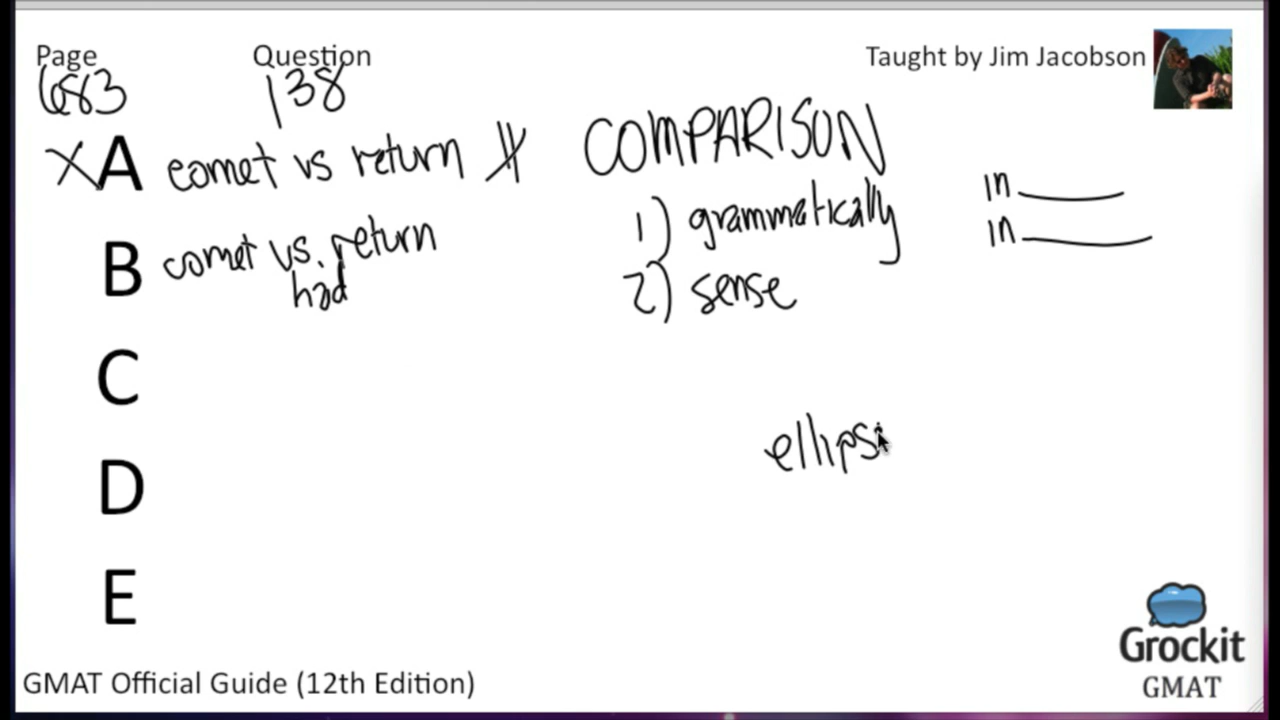 Page Question Taught by Jim Jacobson
683 138
X A comet vs return COMPARISON
1) grammatically in
B comet vs. return in
had 2) sense
C
ellips
D
E
Grockit
GMAT
GMAT Official Guide (12th Edition)